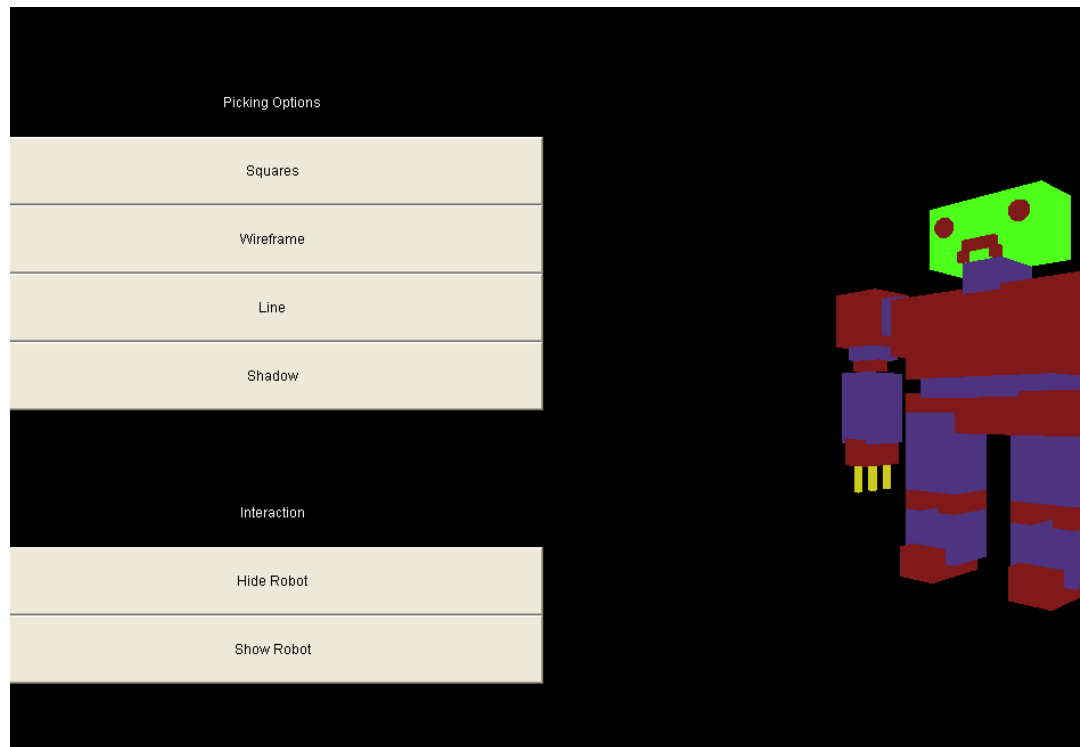 Picking Options
Squares
Wireframe
Line
Shadow
Interaction
Hide Robot
Show Robot